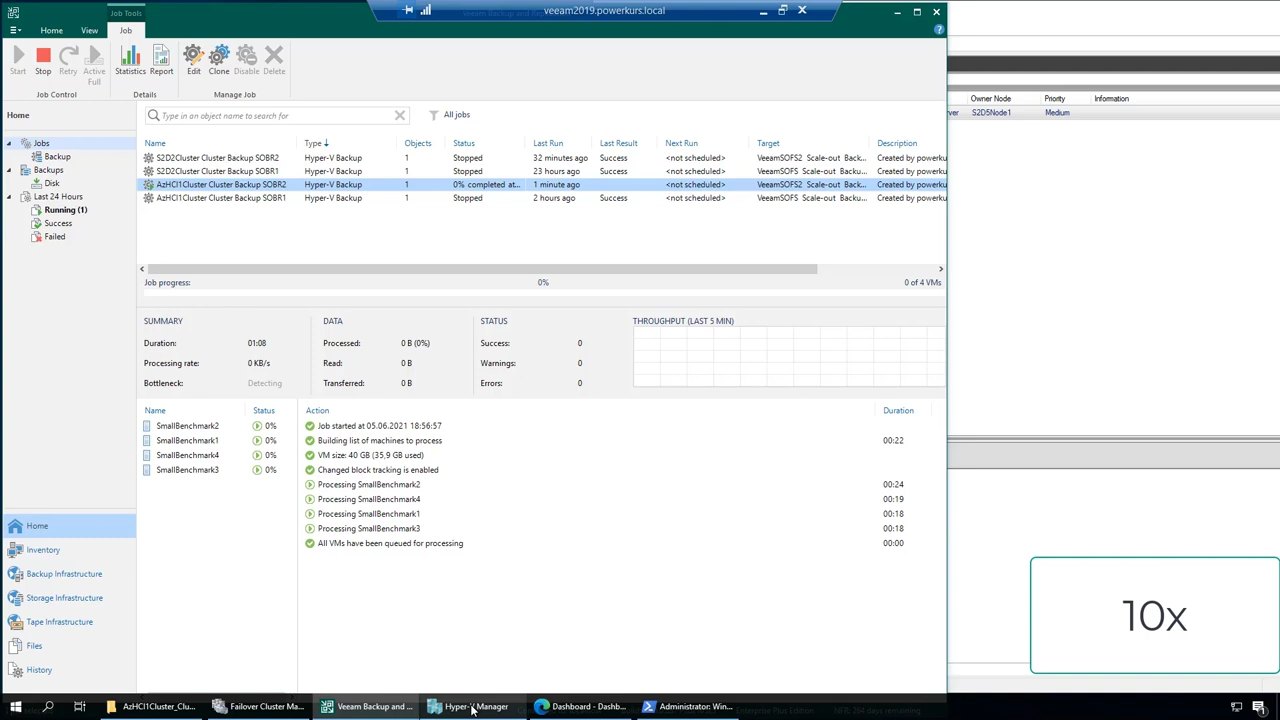 Job Tools
Veeam Backup and
veeam2019.powerkurs.local
Home View Job
Start Stop Retry Active Full Statistics Report Edit Clone Disable Delete
Job Control Details Manage Job
Home
Type in an object name to search for
All jobs
Owner Node Priority Information
S2D5Node1 Medium
Jobs
Backup
Backups
Disk
Last 24 Hours
Running (1)
Success
Failed
Name Type Objects Status Last Run Last Result Next Run Target Description
S2D2Cluster Cluster Backup SOBR2 Hyper-V Backup 1 Stopped 32 minutes ago Success <not scheduled> VeeamSOFS2 Scale-out Back... Created by powerku
S2D2Cluster Cluster Backup SOBR1 Hyper-V Backup 1 Stopped 23 hours ago Success <not scheduled> VeeamSOFS Scale-out Backu... Created by powerku
AzHCI1Cluster Cluster Backup SOBR2 Hyper-V Backup 1 0% completed at... 1 minute ago <not scheduled> VeeamSOFS2 Scale-out Back... Created by powerku
AzHCI1Cluster Cluster Backup SOBR1 Hyper-V Backup 1 Stopped 2 hours ago Success <not scheduled> VeeamSOFS Scale-out Backu... Created by powerku
Job progress: 0% 0 of 4 VMs
SUMMARY
Duration: 01:08
Processing rate: 0 KB/s
Bottleneck: Detecting
DATA
Processed: 0 B (0%)
Read: 0 B
Transferred: 0 B
STATUS
Success: 0
Warnings: 0
Errors: 0
THROUGHPUT (LAST 5 MIN)
Name Status
SmallBenchmark2 0%
SmallBenchmark1 0%
SmallBenchmark4 0%
SmallBenchmark3 0%
Action Duration
Job started at 05.06.2021 18:56:57
Building list of machines to process 00:22
VM size: 40 GB (35,9 GB used)
Changed block tracking is enabled
Processing SmallBenchmark2 00:24
Processing SmallBenchmark4 00:19
Processing SmallBenchmark1 00:18
Processing SmallBenchmark3 00:18
All VMs have been queued for processing 00:00
Home
Inventory
Backup Infrastructure
Storage Infrastructure
Tape Infrastructure
Files
History
10x
AzHCI1Cluster_Clu... Failover Cluster Ma... Veeam Backup and ... Hyper-V Manager Dashboard - Dashb... Administrator: Win...